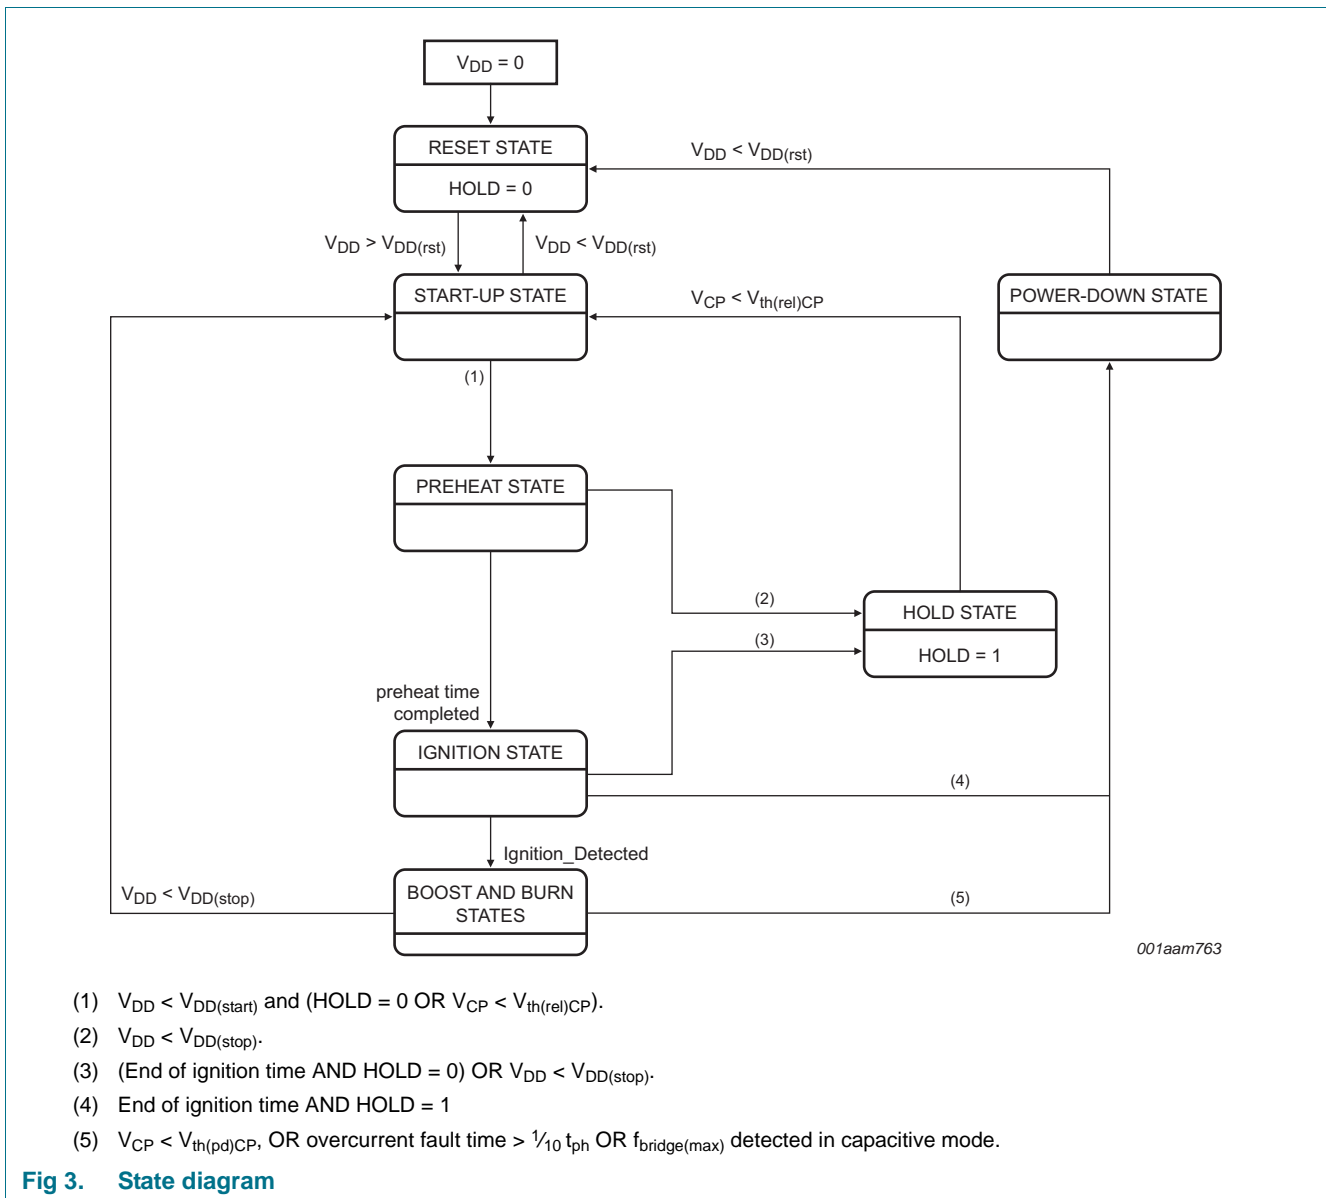 VDD = 0
RESET STATE
HOLD = 0
VDD < VDD(rst)
VDD > VDD(rst)
VDD < VDD(rst)
START-UP STATE
VCP < Vth(rel)CP
POWER-DOWN STATE
(1)
PREHEAT STATE
(2)
HOLD STATE
HOLD = 1
(3)
preheat time
completed
IGNITION STATE
(4)
Ignition_Detected
VDD < VDD(stop)
BOOST AND BURN
STATES
(5)
001aam763
(1) VDD < VDD(start) and (HOLD = 0 OR VCP < Vth(rel)CP).
(2) VDD < VDD(stop).
(3) (End of ignition time AND HOLD = 0) OR VDD < VDD(stop).
(4) End of ignition time AND HOLD = 1
(5) VCP < Vth(pd)CP, OR overcurrent fault time > 1⁄10 tph OR fbridge(max) detected in capacitive mode.
Fig 3. State diagram